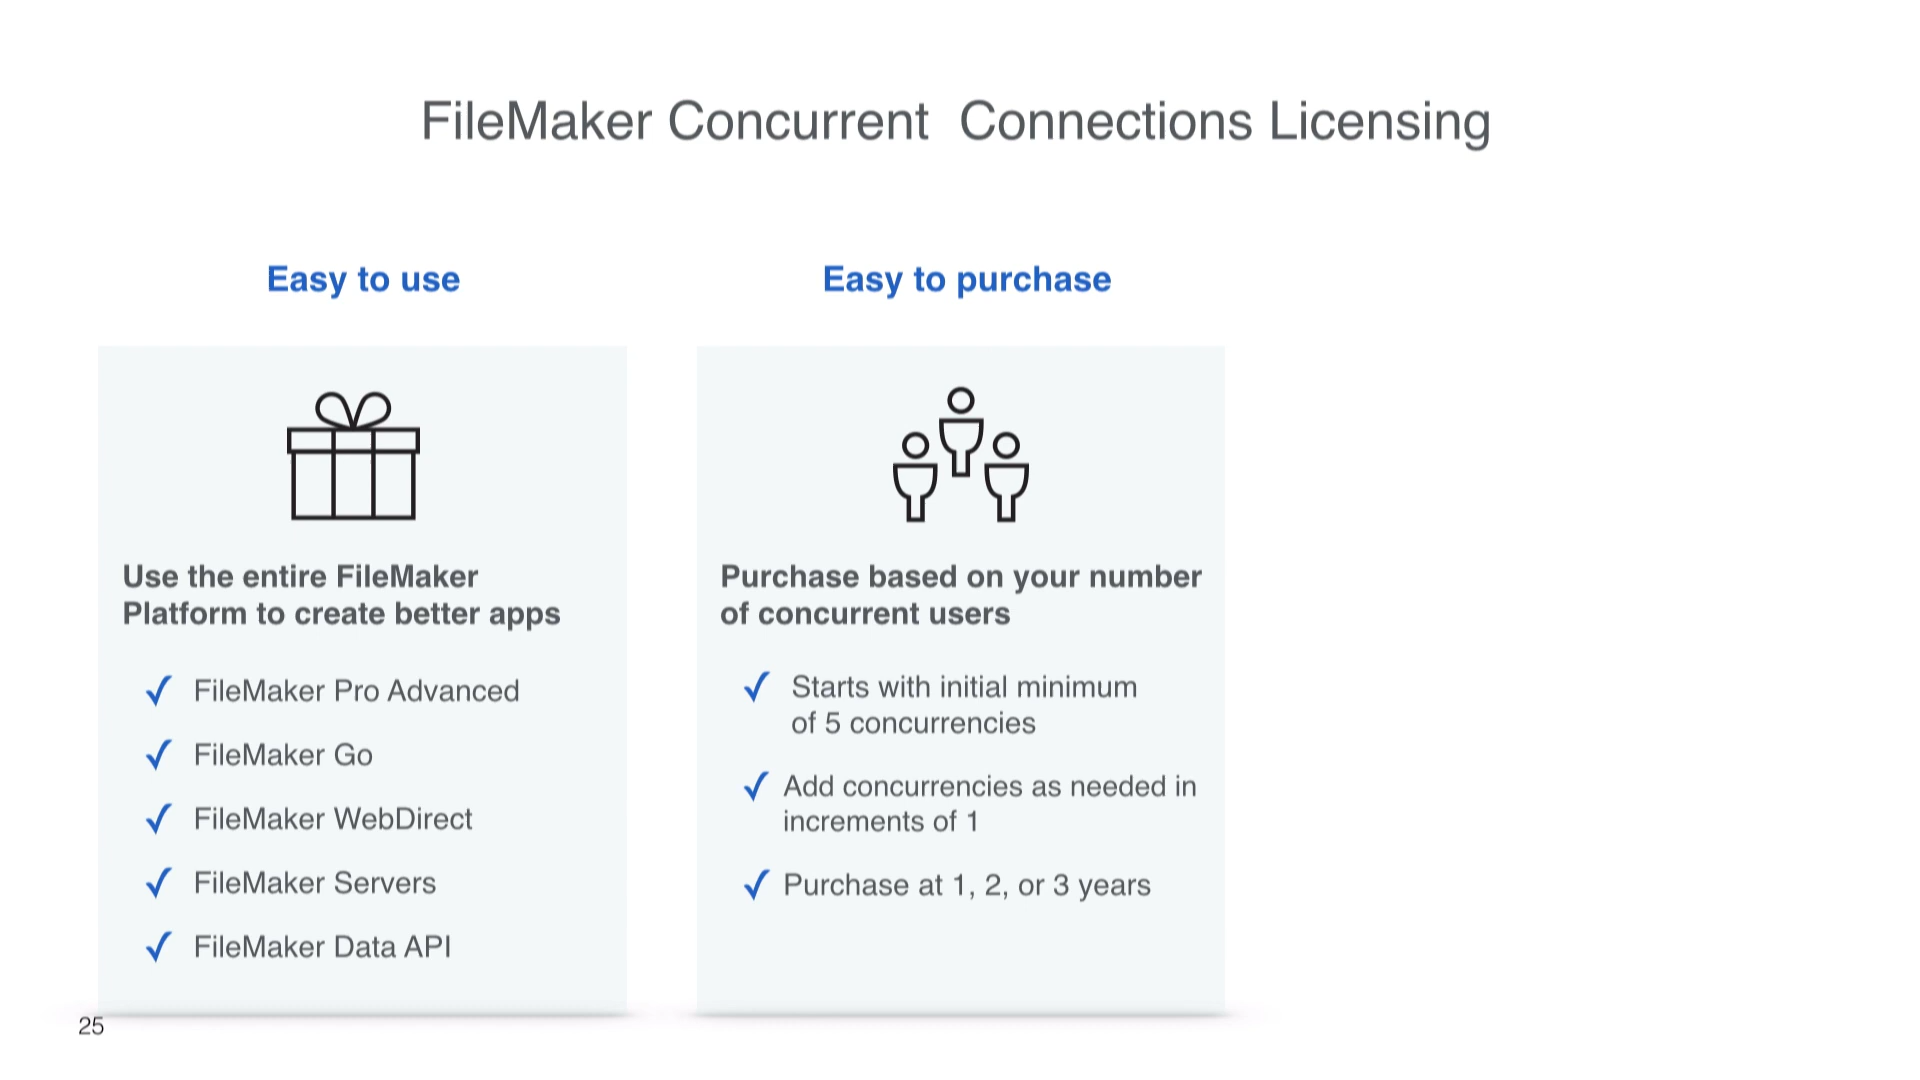 FileMaker Concurrent  Connections Licensing
Easy to use
Use the entire FileMaker
Platform to create better apps
✓ FileMaker Pro Advanced
✓ FileMaker Go
✓ FileMaker WebDirect
✓ FileMaker Servers
✓ FileMaker Data API
Easy to purchase
Purchase based on your number
of concurrent users
✓ Starts with initial minimum
of 5 concurrencies
✓ Add concurrencies as needed in
increments of 1
✓ Purchase at 1, 2, or 3 years
25